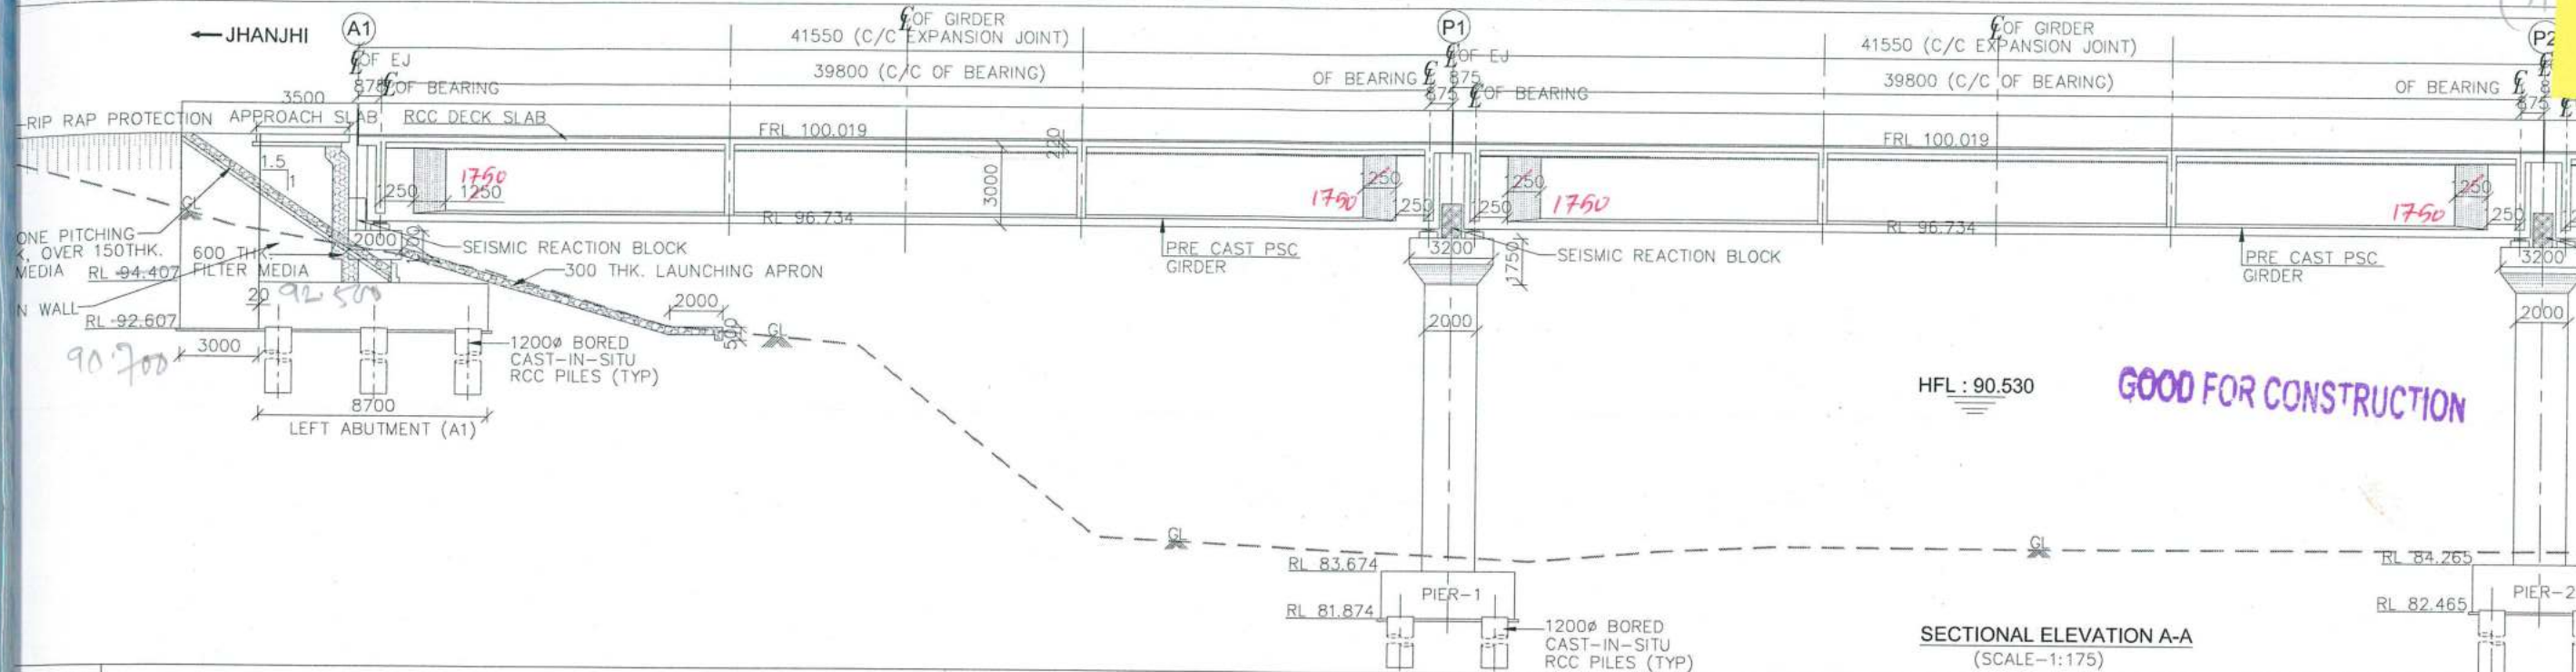 ←JHANJHI
A1
℄ OF EJ
875
℄ OF BEARING
3500
℄ OF GIRDER
41550 (C/C EXPANSION JOINT)
39800 (C/C OF BEARING)
P1
℄ OF EJ
OF BEARING ℄
875
875
℄ OF BEARING
℄ OF GIRDER
41550 (C/C EXPANSION JOINT)
39800 (C/C OF BEARING)
P2
OF BEARING ℄
875
RIP RAP PROTECTION
APPROACH SLAB
RCC DECK SLAB
FRL 100.019
220
FRL 100.019
1.5
1
250
1750
1250
3000
1750
1250
250
250
1250
1750
1750
1250
250
GL
RL 96.734
RL 96.734
ONE PITCHING
K, OVER 150THK.
MEDIA
RL 94.407
600 THK.
FILTER MEDIA
2000
SEISMIC REACTION BLOCK
300 THK. LAUNCHING APRON
2000
500
GL
PRE CAST PSC
GIRDER
3200
1750
SEISMIC REACTION BLOCK
PRE CAST PSC
GIRDER
3200
N WALL
20
92.500
RL 92.607
90.700
3000
1200ø BORED
CAST-IN-SITU
RCC PILES (TYP)
8700
LEFT ABUTMENT (A1)
2000
2000
HFL : 90.530
GOOD FOR CONSTRUCTION
GL
GL
RL 83.674
RL 84.265
PIER-1
PIER-2
RL 81.874
RL 82.465
1200ø BORED
CAST-IN-SITU
RCC PILES (TYP)
SECTIONAL ELEVATION A-A
(SCALE-1:175)